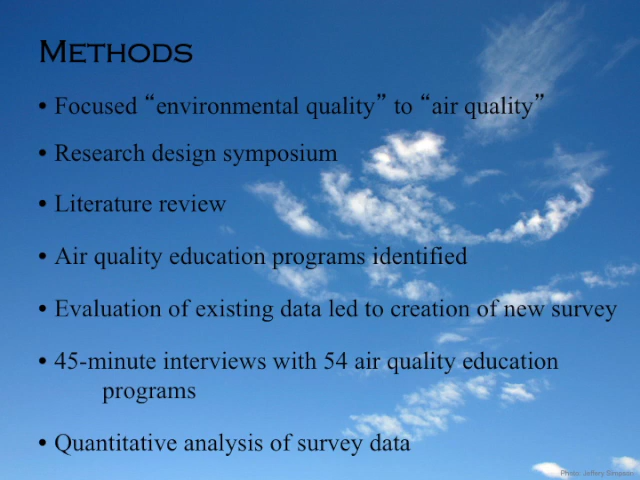 Methods
• Focused “environmental quality” to “air quality”
• Research design symposium
• Literature review
• Air quality education programs identified
• Evaluation of existing data led to creation of new survey
• 45-minute interviews with 54 air quality education
programs
• Quantitative analysis of survey data
Photo: Jeffery Simpson